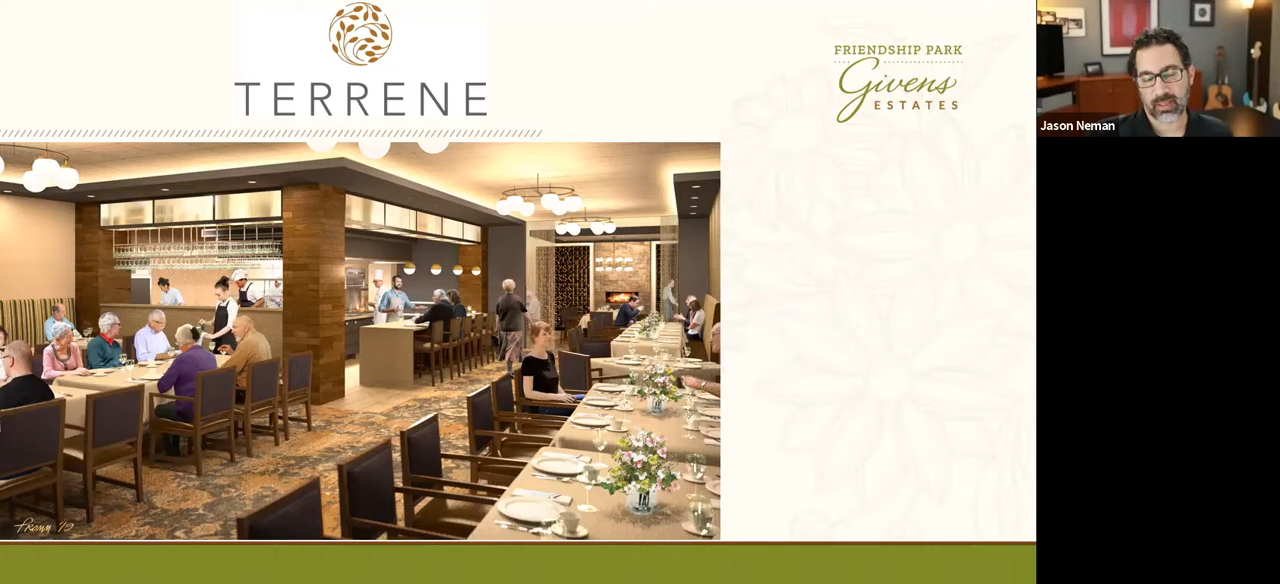 TERRENE
FRIENDSHIP PARK
Givens
ESTATES
Jason Neman